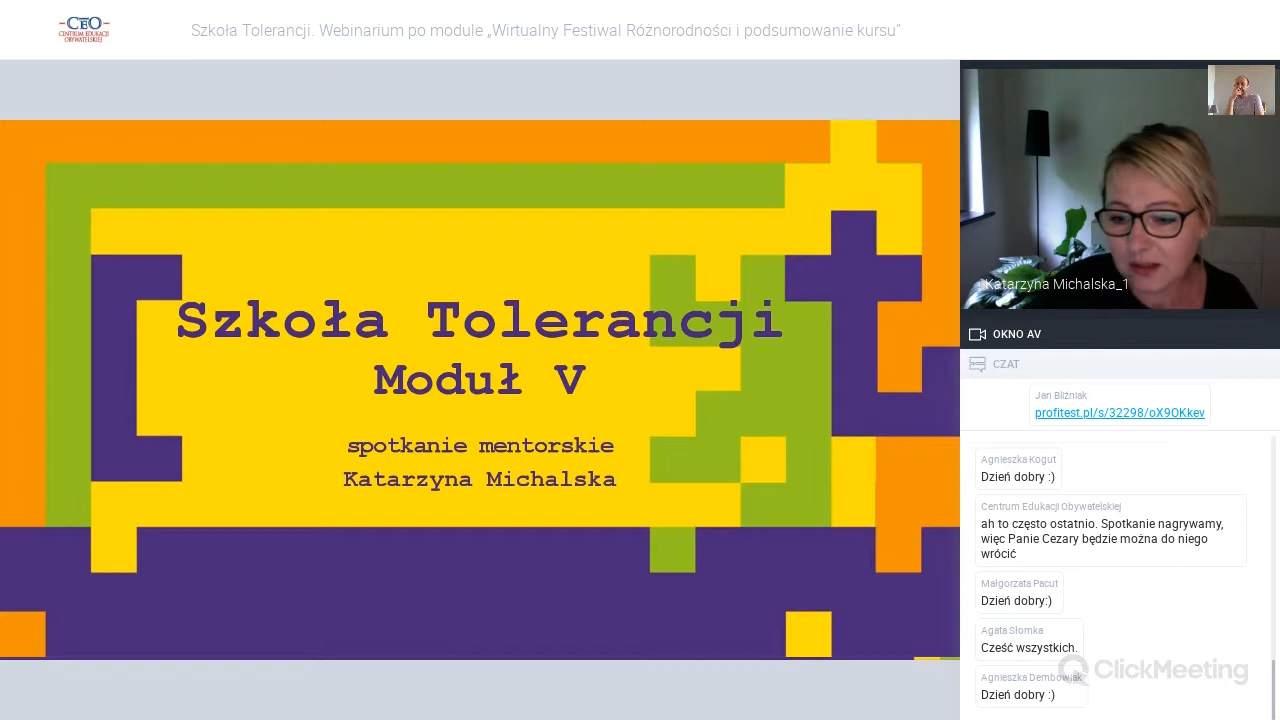 CEO
CENTRUM EDUKACJI
OBYWATELSKIEJ
Szkoła Tolerancji. Webinarium po module „Wirtualny Festiwal Różnorodności i podsumowanie kursu”
Szkoła Tolerancji
Moduł V
spotkanie mentorskie
Katarzyna Michalska
Katarzyna Michalska_1
OKNO AV
CZAT
Jan Bliźniak
profitest.pl/s/32298/oX9OKkev
Agnieszka Kogut
Dzień dobry :)
Centrum Edukacji Obywatelskiej
ah to często ostatnio. Spotkanie nagrywamy,
więc Panie Cezary będzie można do niego
wrócić
Małgorzata Pacut
Dzień dobry:)
Agata Słomka
Cześć wszystkich.
Agnieszka Dembowiak
Dzień dobry :)
ClickMeeting